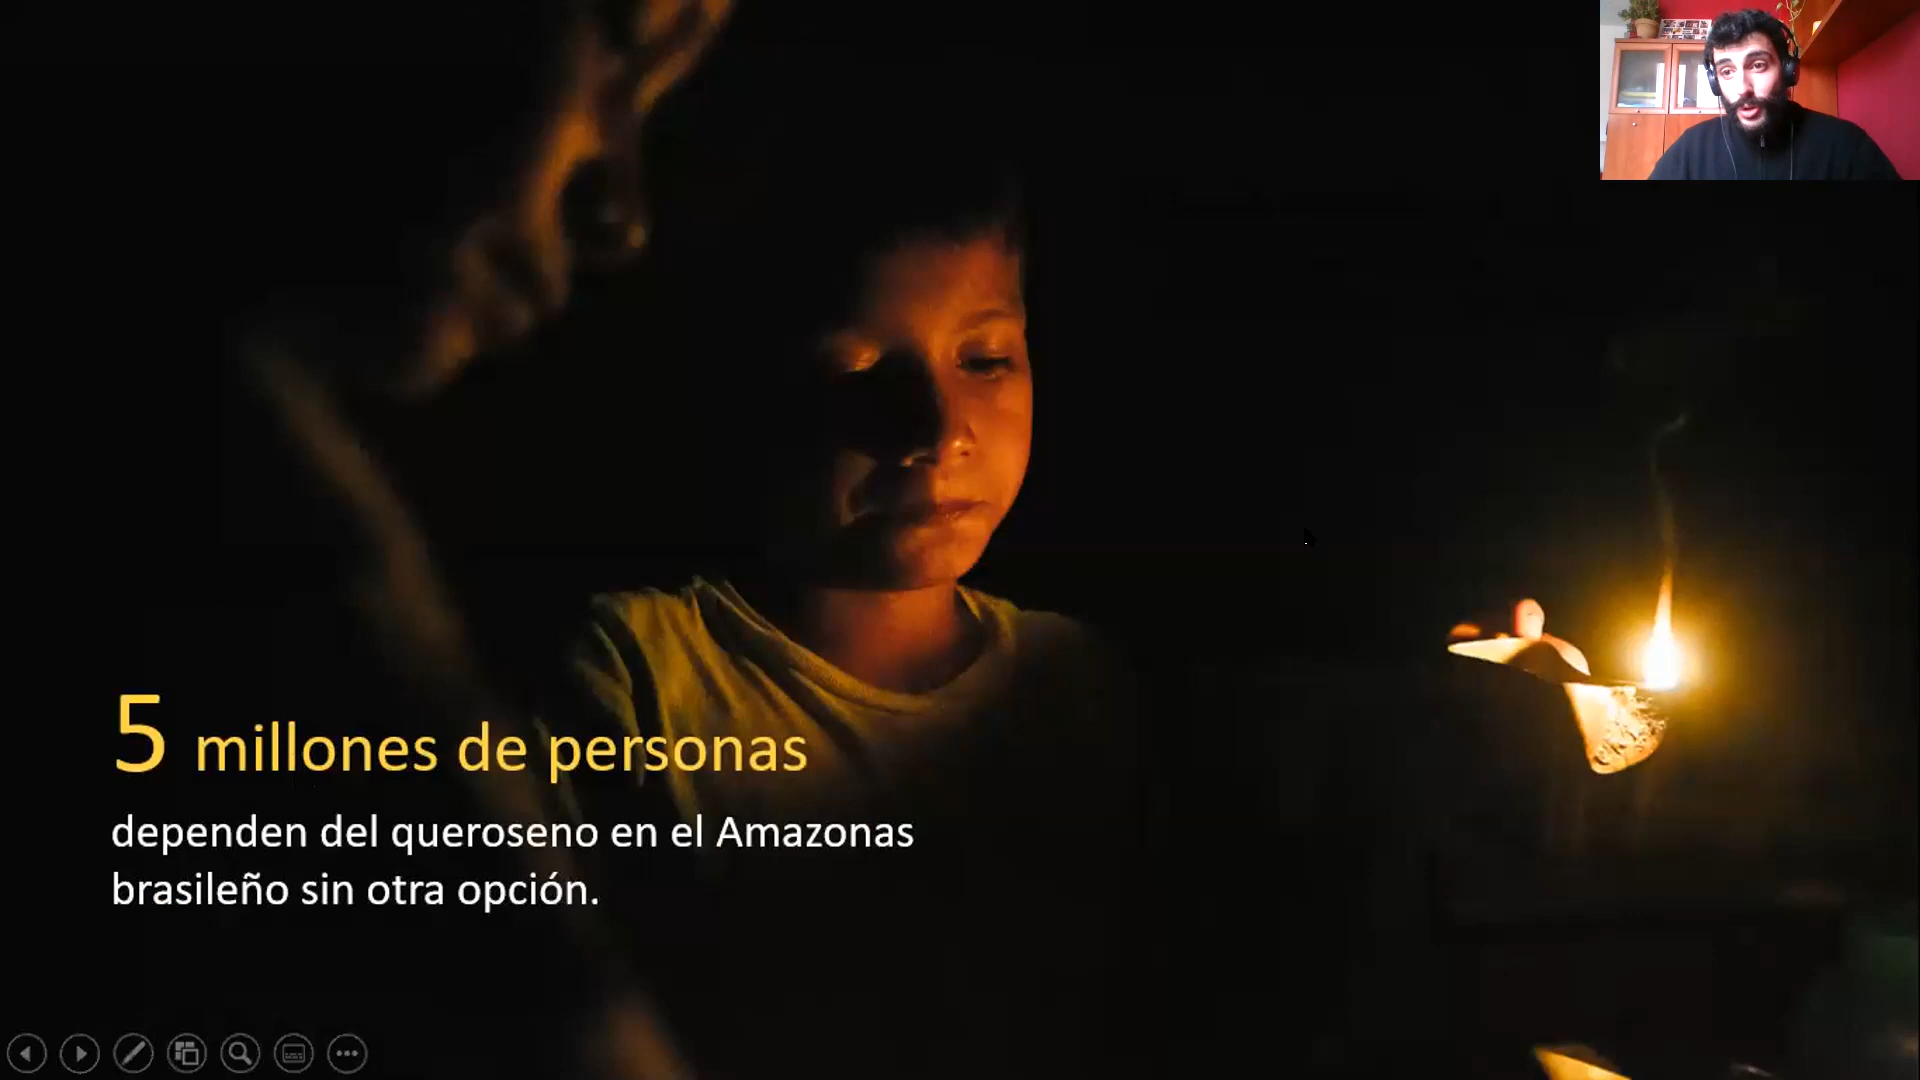 5 millones de personas
dependen del queroseno en el Amazonas
brasileño sin otra opción.